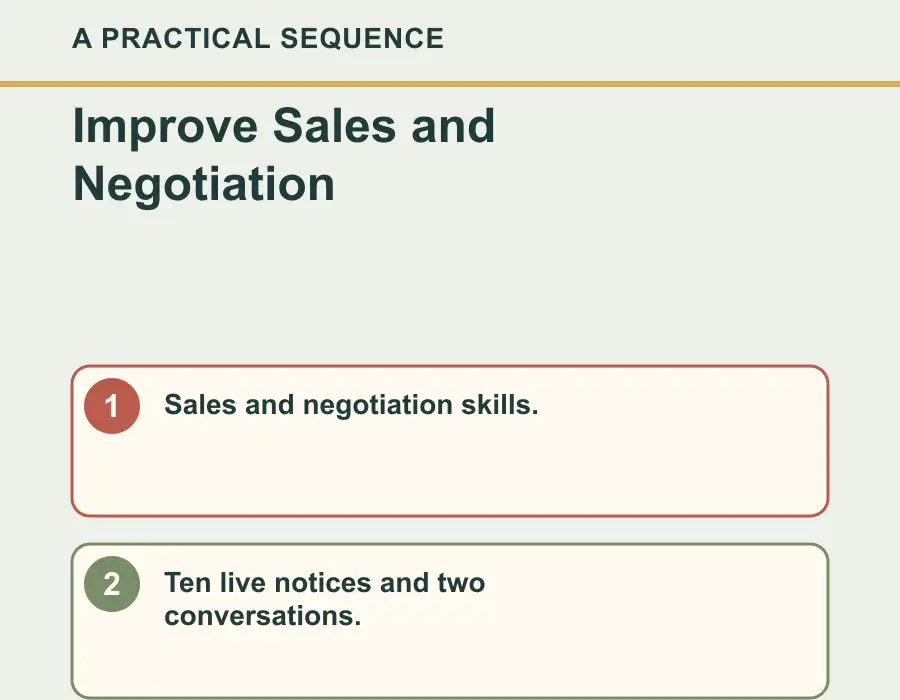 A PRACTICAL SEQUENCE
Improve Sales and
Negotiation
1
Sales and negotiation skills.
2
Ten live notices and two
conversations.